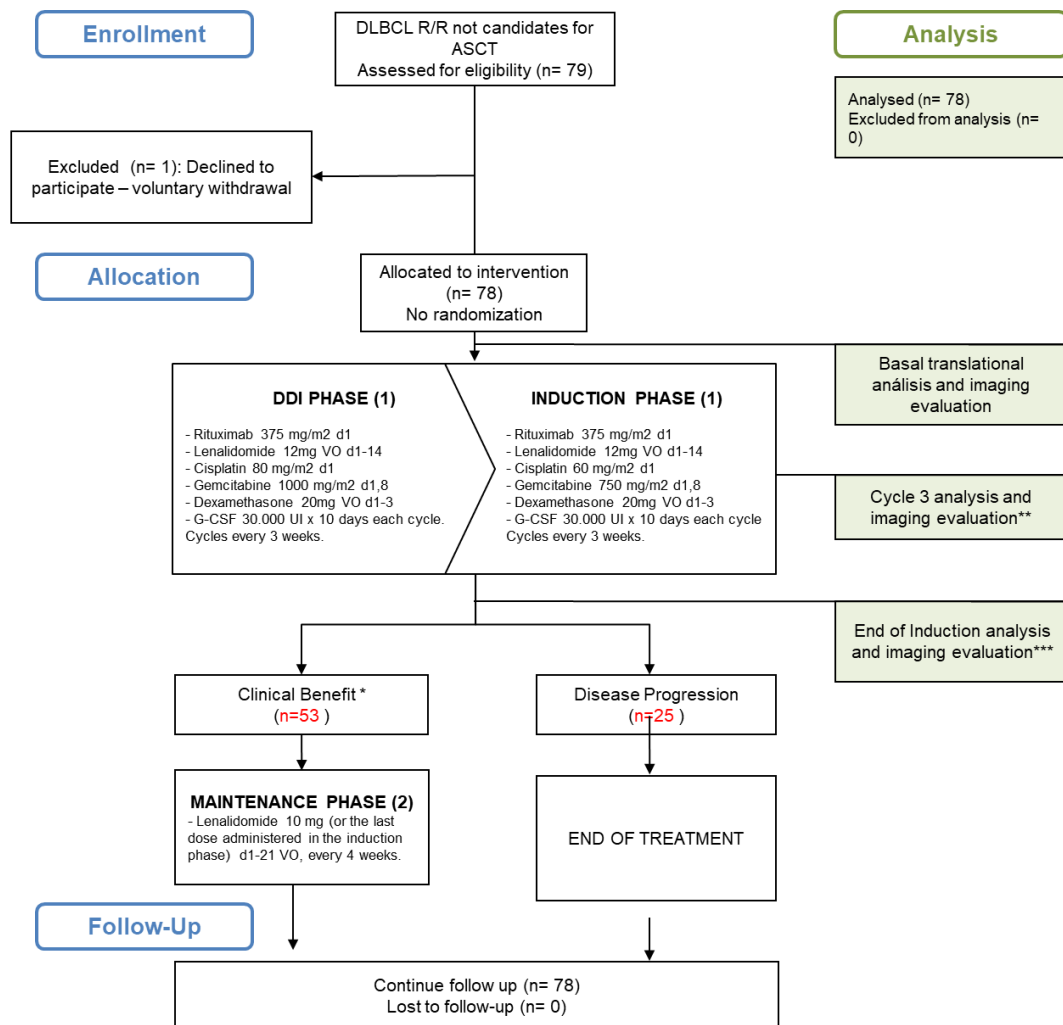 Enrollment
DLBCL R/R not candidates for
ASCT
Assessed for eligibility (n= 79)
Analysis
Analysed (n= 78)
Excluded from analysis (n=
0)
Excluded (n= 1): Declined to
participate – voluntary withdrawal
Allocation
Allocated to intervention
(n= 78)
No randomization
Basal translational
análisis and imaging
evaluation
DDI PHASE (1)
- Rituximab 375 mg/m2 d1
- Lenalidomide 12mg VO d1-14
- Cisplatin 80 mg/m2 d1
- Gemcitabine 1000 mg/m2 d1,8
- Dexamethasone 20mg VO d1-3
- G-CSF 30.000 UI x 10 days each cycle.
Cycles every 3 weeks.
INDUCTION PHASE (1)
- Rituximab 375 mg/m2 d1
- Lenalidomide 12mg VO d1-14
- Cisplatin 60 mg/m2 d1
- Gemcitabine 750 mg/m2 d1,8
- Dexamethasone 20mg VO d1-3
- G-CSF 30.000 UI x 10 days each cycle
Cycles every 3 weeks.
Cycle 3 analysis and
imaging evaluation**
End of Induction analysis
and imaging evaluation***
Clinical Benefit *
(n=53 )
Disease Progression
(n=25 )
MAINTENANCE PHASE (2)
- Lenalidomide 10 mg (or the last
dose administered in the induction
phase) d1-21 VO, every 4 weeks.
END OF TREATMENT
Follow-Up
Continue follow up (n= 78)
Lost to follow-up (n= 0)